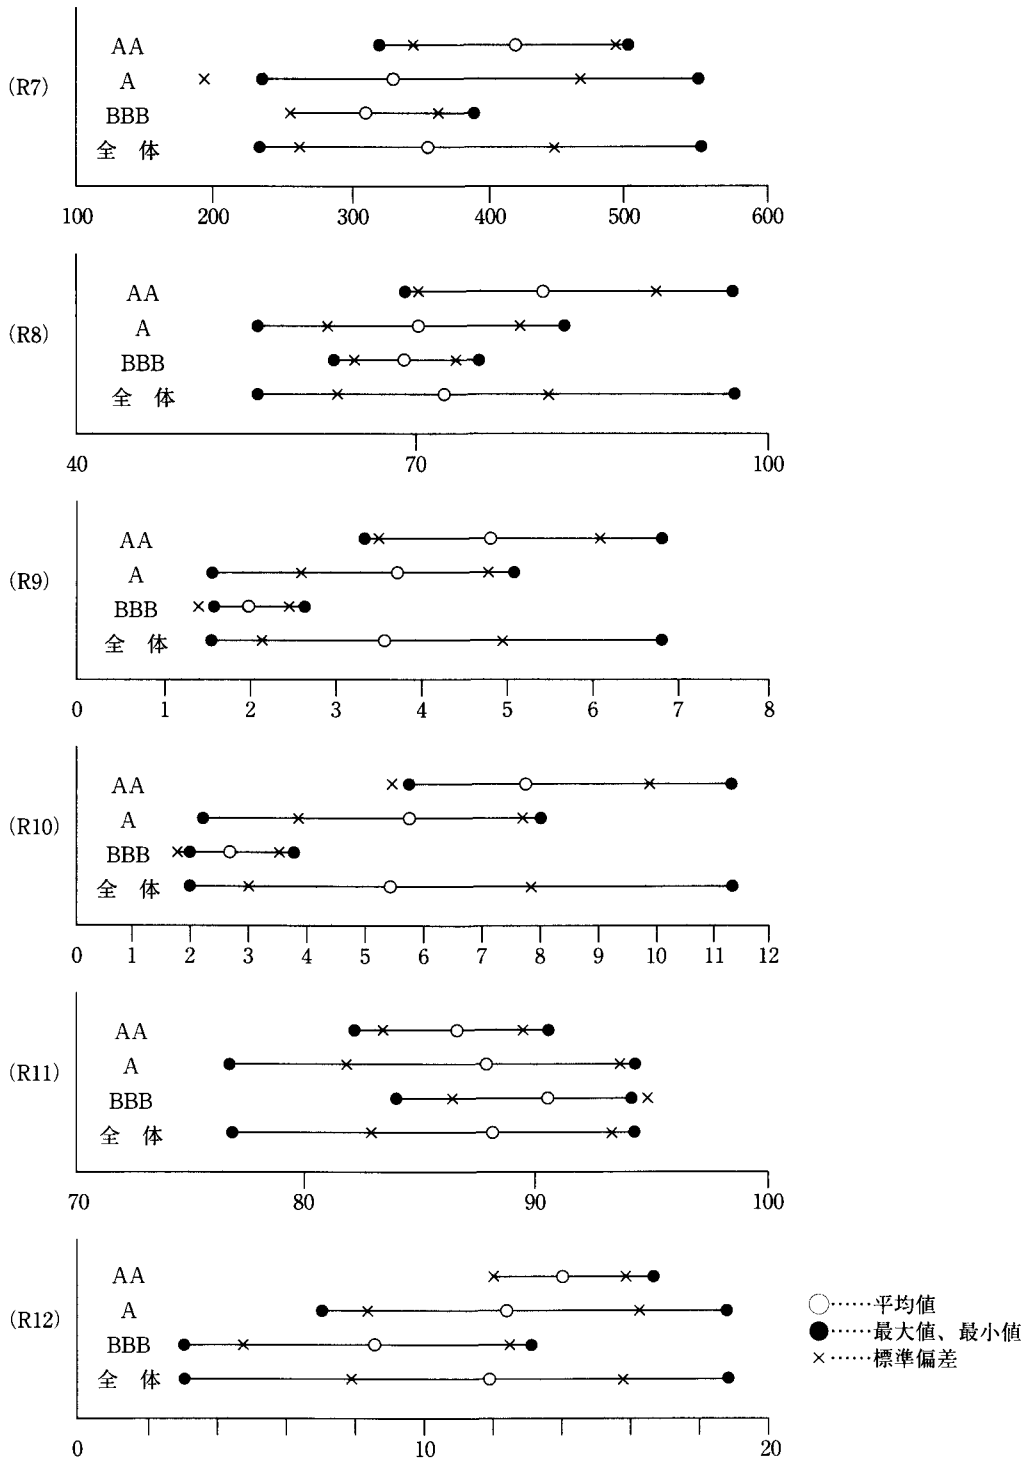 (R7)
AA
A
BBB
全 体
100 200 300 400 500 600
(R8)
AA
A
BBB
全 体
40 70 100
(R9)
AA
A
BBB
全 体
0 1 2 3 4 5 6 7 8
(R10)
AA
A
BBB
全 体
0 1 2 3 4 5 6 7 8 9 10 11 12
(R11)
AA
A
BBB
全 体
70 80 90 100
(R12)
AA
A
BBB
全 体
0 10 20
○……平均値
●……最大値、最小値
×……標準偏差